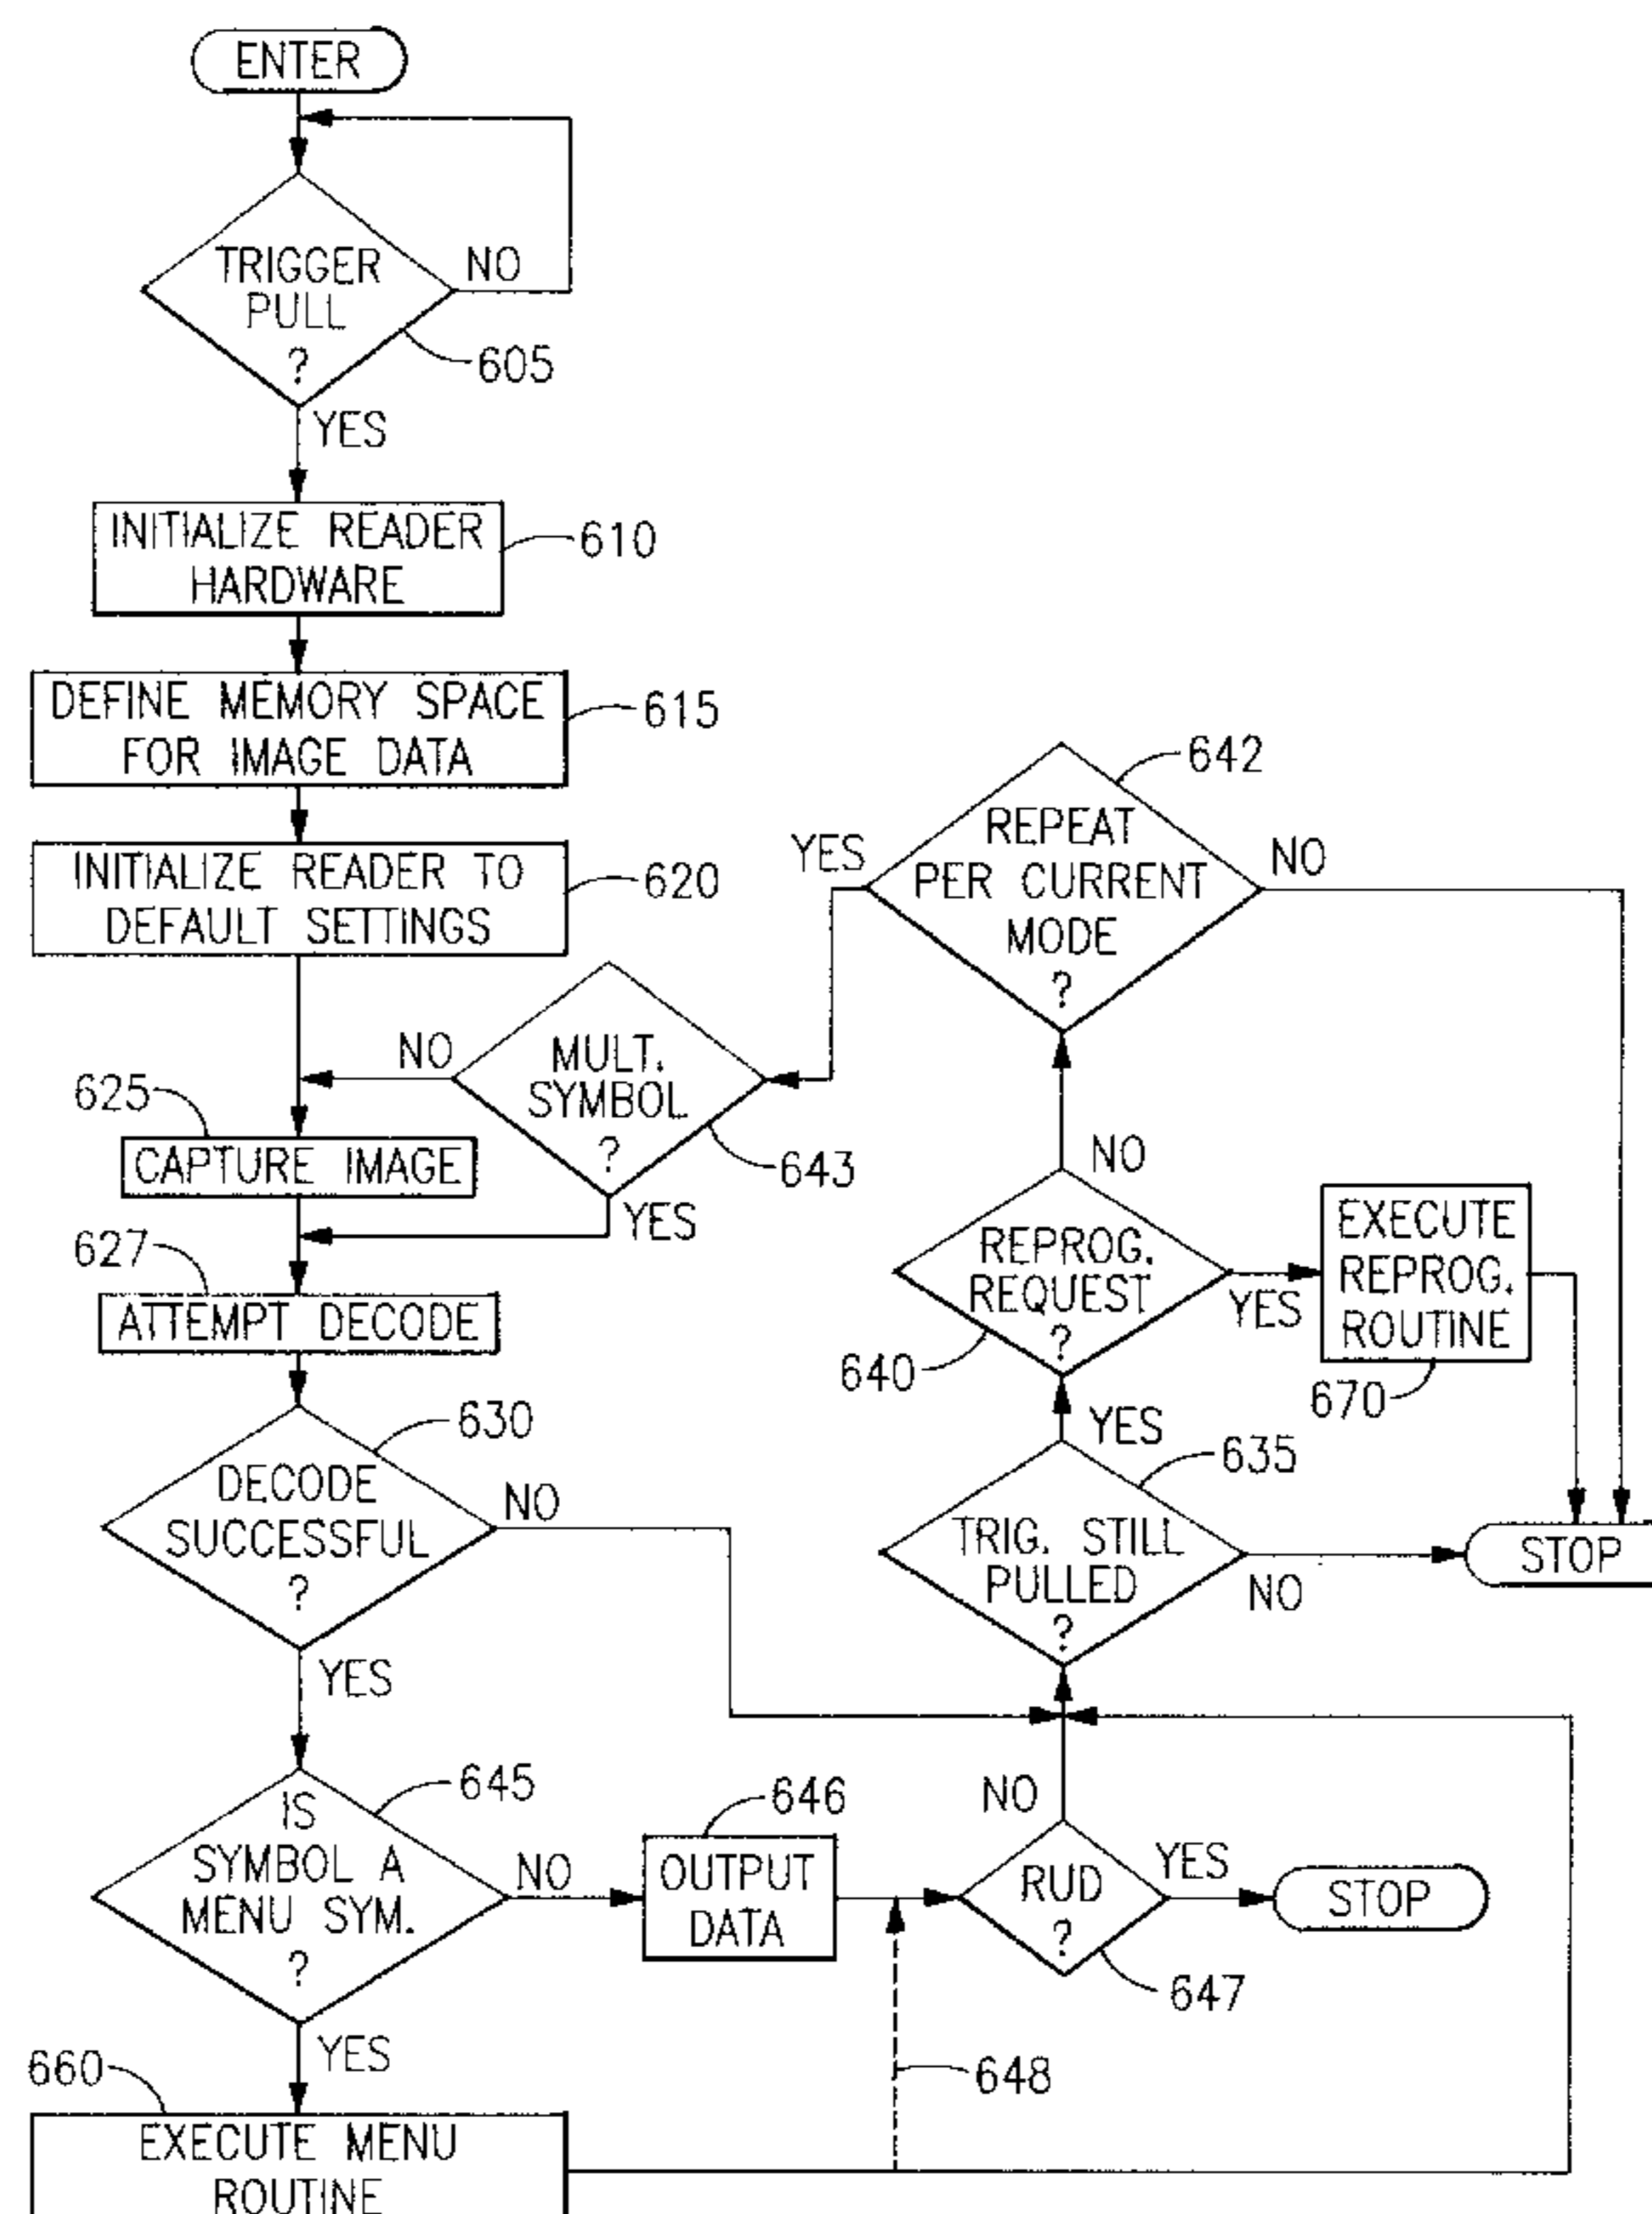 ENTER
TRIGGER
PULL
?
NO
605
YES
INITIALIZE READER
HARDWARE
610
DEFINE MEMORY SPACE
FOR IMAGE DATA
615
INITIALIZE READER TO
DEFAULT SETTINGS
620
625
CAPTURE IMAGE
627
ATTEMPT DECODE
NO
MULT.
SYMBOL
?
643
YES
642
REPEAT
PER CURRENT
MODE
?
YES
NO
NO
REPROG.
REQUEST
?
640
YES
EXECUTE
REPROG.
ROUTINE
670
YES
635
TRIG. STILL
PULLED
?
NO
STOP
630
DECODE
SUCCESSFUL
?
NO
YES
645
IS
SYMBOL A
MENU SYM.
?
NO
646
OUTPUT
DATA
NO
RUD
?
YES
647
STOP
648
YES
660
EXECUTE MENU
ROUTINE